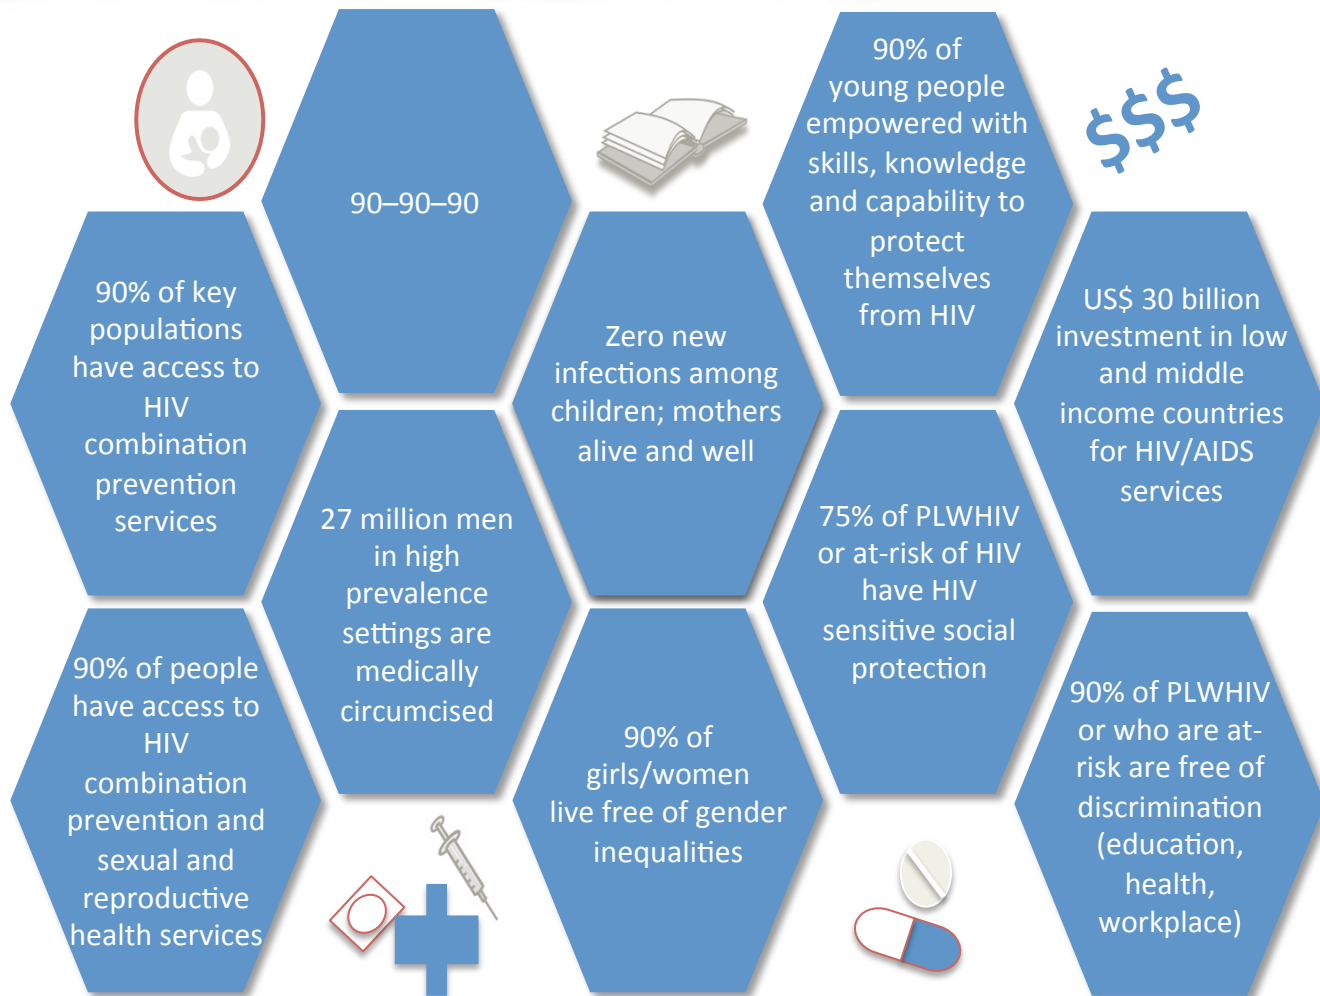 90–90–90
90% of
young people
empowered with
skills, knowledge
and capability to
protect
themselves
from HIV
$$$
90% of key
populations
have access to
HIV
combination
prevention
services
Zero new
infections among
children; mothers
alive and well
US$ 30 billion
investment in low
and middle
income countries
for HIV/AIDS
services
27 million men
in high
prevalence
settings are
medically
circumcised
75% of PLWHIV
or at-risk of HIV
have HIV
sensitive social
protection
90% of people
have access to
HIV
combination
prevention and
sexual and
reproductive
health services
90% of
girls/women
live free of gender
inequalities
90% of PLWHIV
or who are at-
risk are free of
discrimination
(education,
health,
workplace)